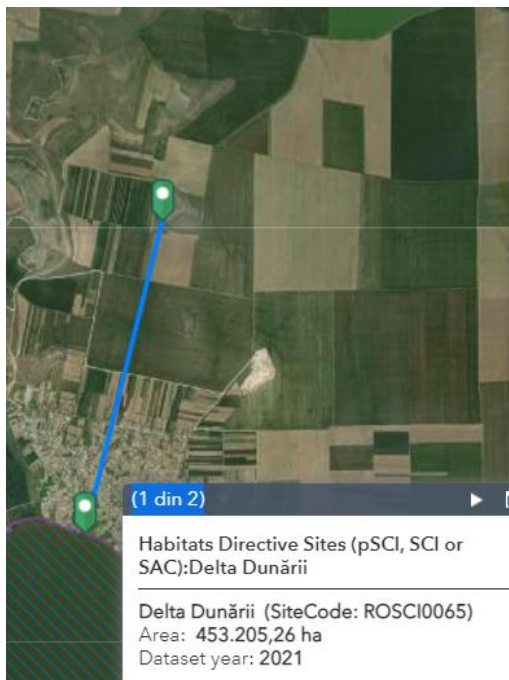 (1 din 2)
Habitats Directive Sites (pSCI, SCI or
SAC):Delta Dunării
Delta Dunării (SiteCode: ROSCI0065)
Area: 453.205,26 ha
Dataset year: 2021